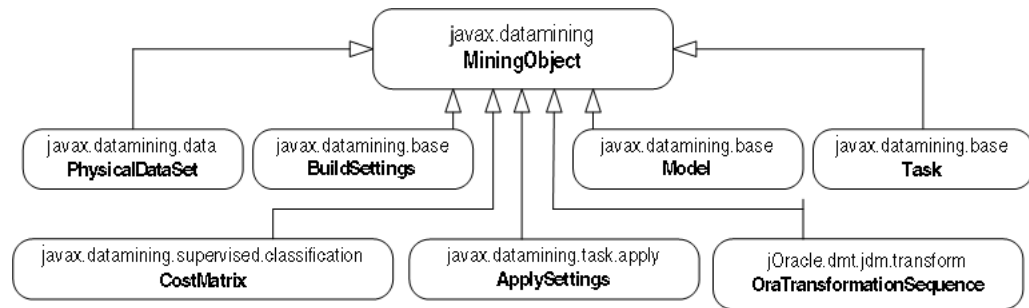 javax.datamining
MiningObject
javax.datamining.data
PhysicalDataSet
javax.datamining.base
BuildSettings
javax.datamining.base
Model
javax.datamining.base
Task
javax.datamining.supervised.classification
CostMatrix
javax.datamining.task.apply
ApplySettings
jOracle.dmt.jdm.transform
OraTransformationSequence